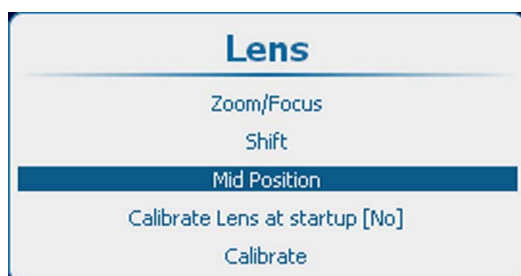 Lens
Zoom/Focus
Shift
Mid Position
Calibrate Lens at startup [No]
Calibrate